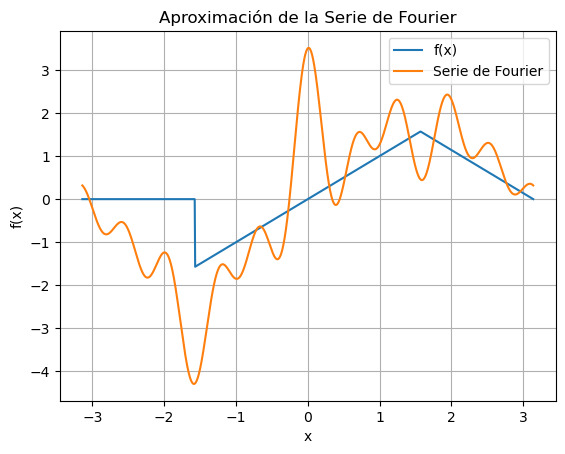 Aproximación de la Serie de Fourier
f(x)
Serie de Fourier
f(x)
3
2
1
0
−1
−2
−3
−4
−3 −2 −1 0 1 2 3
x